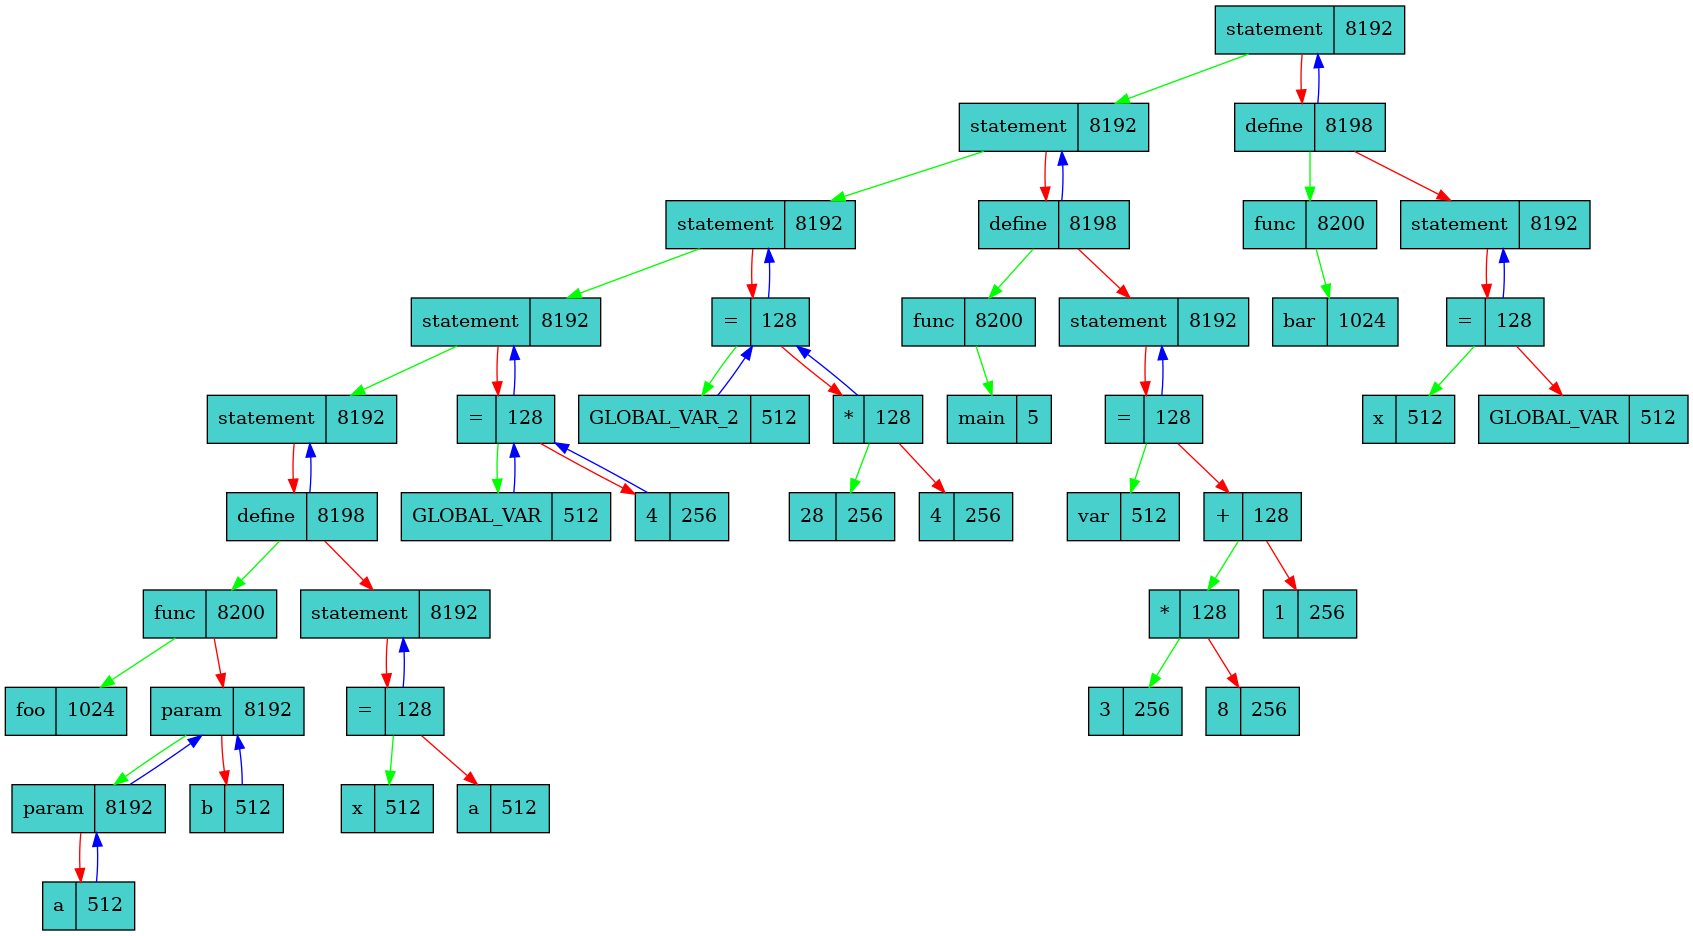 statement 8192
statement 8192
define 8198
statement 8192
define 8198
func 8200
statement 8192
statement 8192
= 128
func 8200
statement 8192
bar 1024
= 128
statement 8192
= 128
GLOBAL_VAR_2 512
* 128
main 5
= 128
x 512
GLOBAL_VAR 512
define 8198
GLOBAL_VAR 512
4 256
28 256
4 256
var 512
+ 128
func 8200
statement 8192
* 128
1 256
foo 1024
param 8192
= 128
3 256
8 256
param 8192
b 512
x 512
a 512
a 512